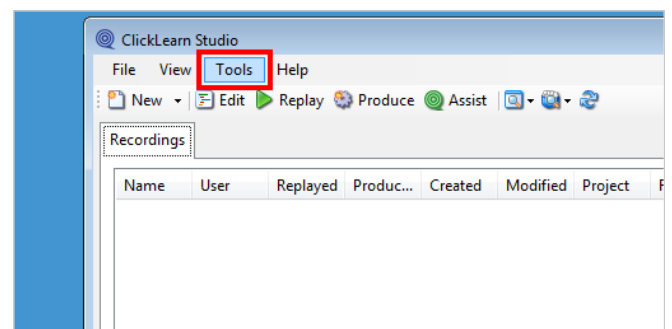 ClickLearn Studio
File View Tools Help
New Edit Replay Produce Assist
Recordings
Name User Replayed Produc... Created Modified Project